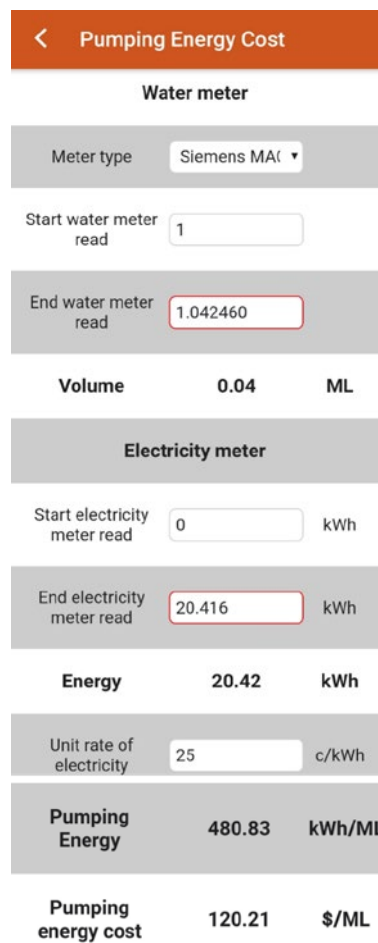 Pumping Energy Cost
Water meter
Meter type Siemens MA(
Start water meter
read
1
End water meter
read
1.042460
Volume 0.04 ML
Electricity meter
Start electricity
meter read
0 kWh
End electricity
meter read
20.416 kWh
Energy 20.42 kWh
Unit rate of
electricity
25 c/kWh
Pumping
Energy
480.83 kWh/ML
Pumping
energy cost
120.21 $/ML